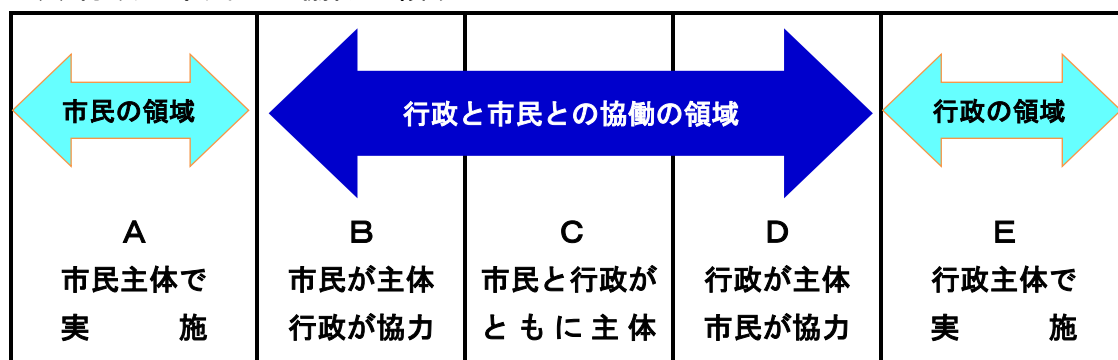 市民の領域
行政と市民との協働の領域
行政の領域
A
市民主体で
実施
B
市民が主体
行政が協力
C
市民と行政が
ともに主体
D
行政が主体
市民が協力
E
行政主体で
実施